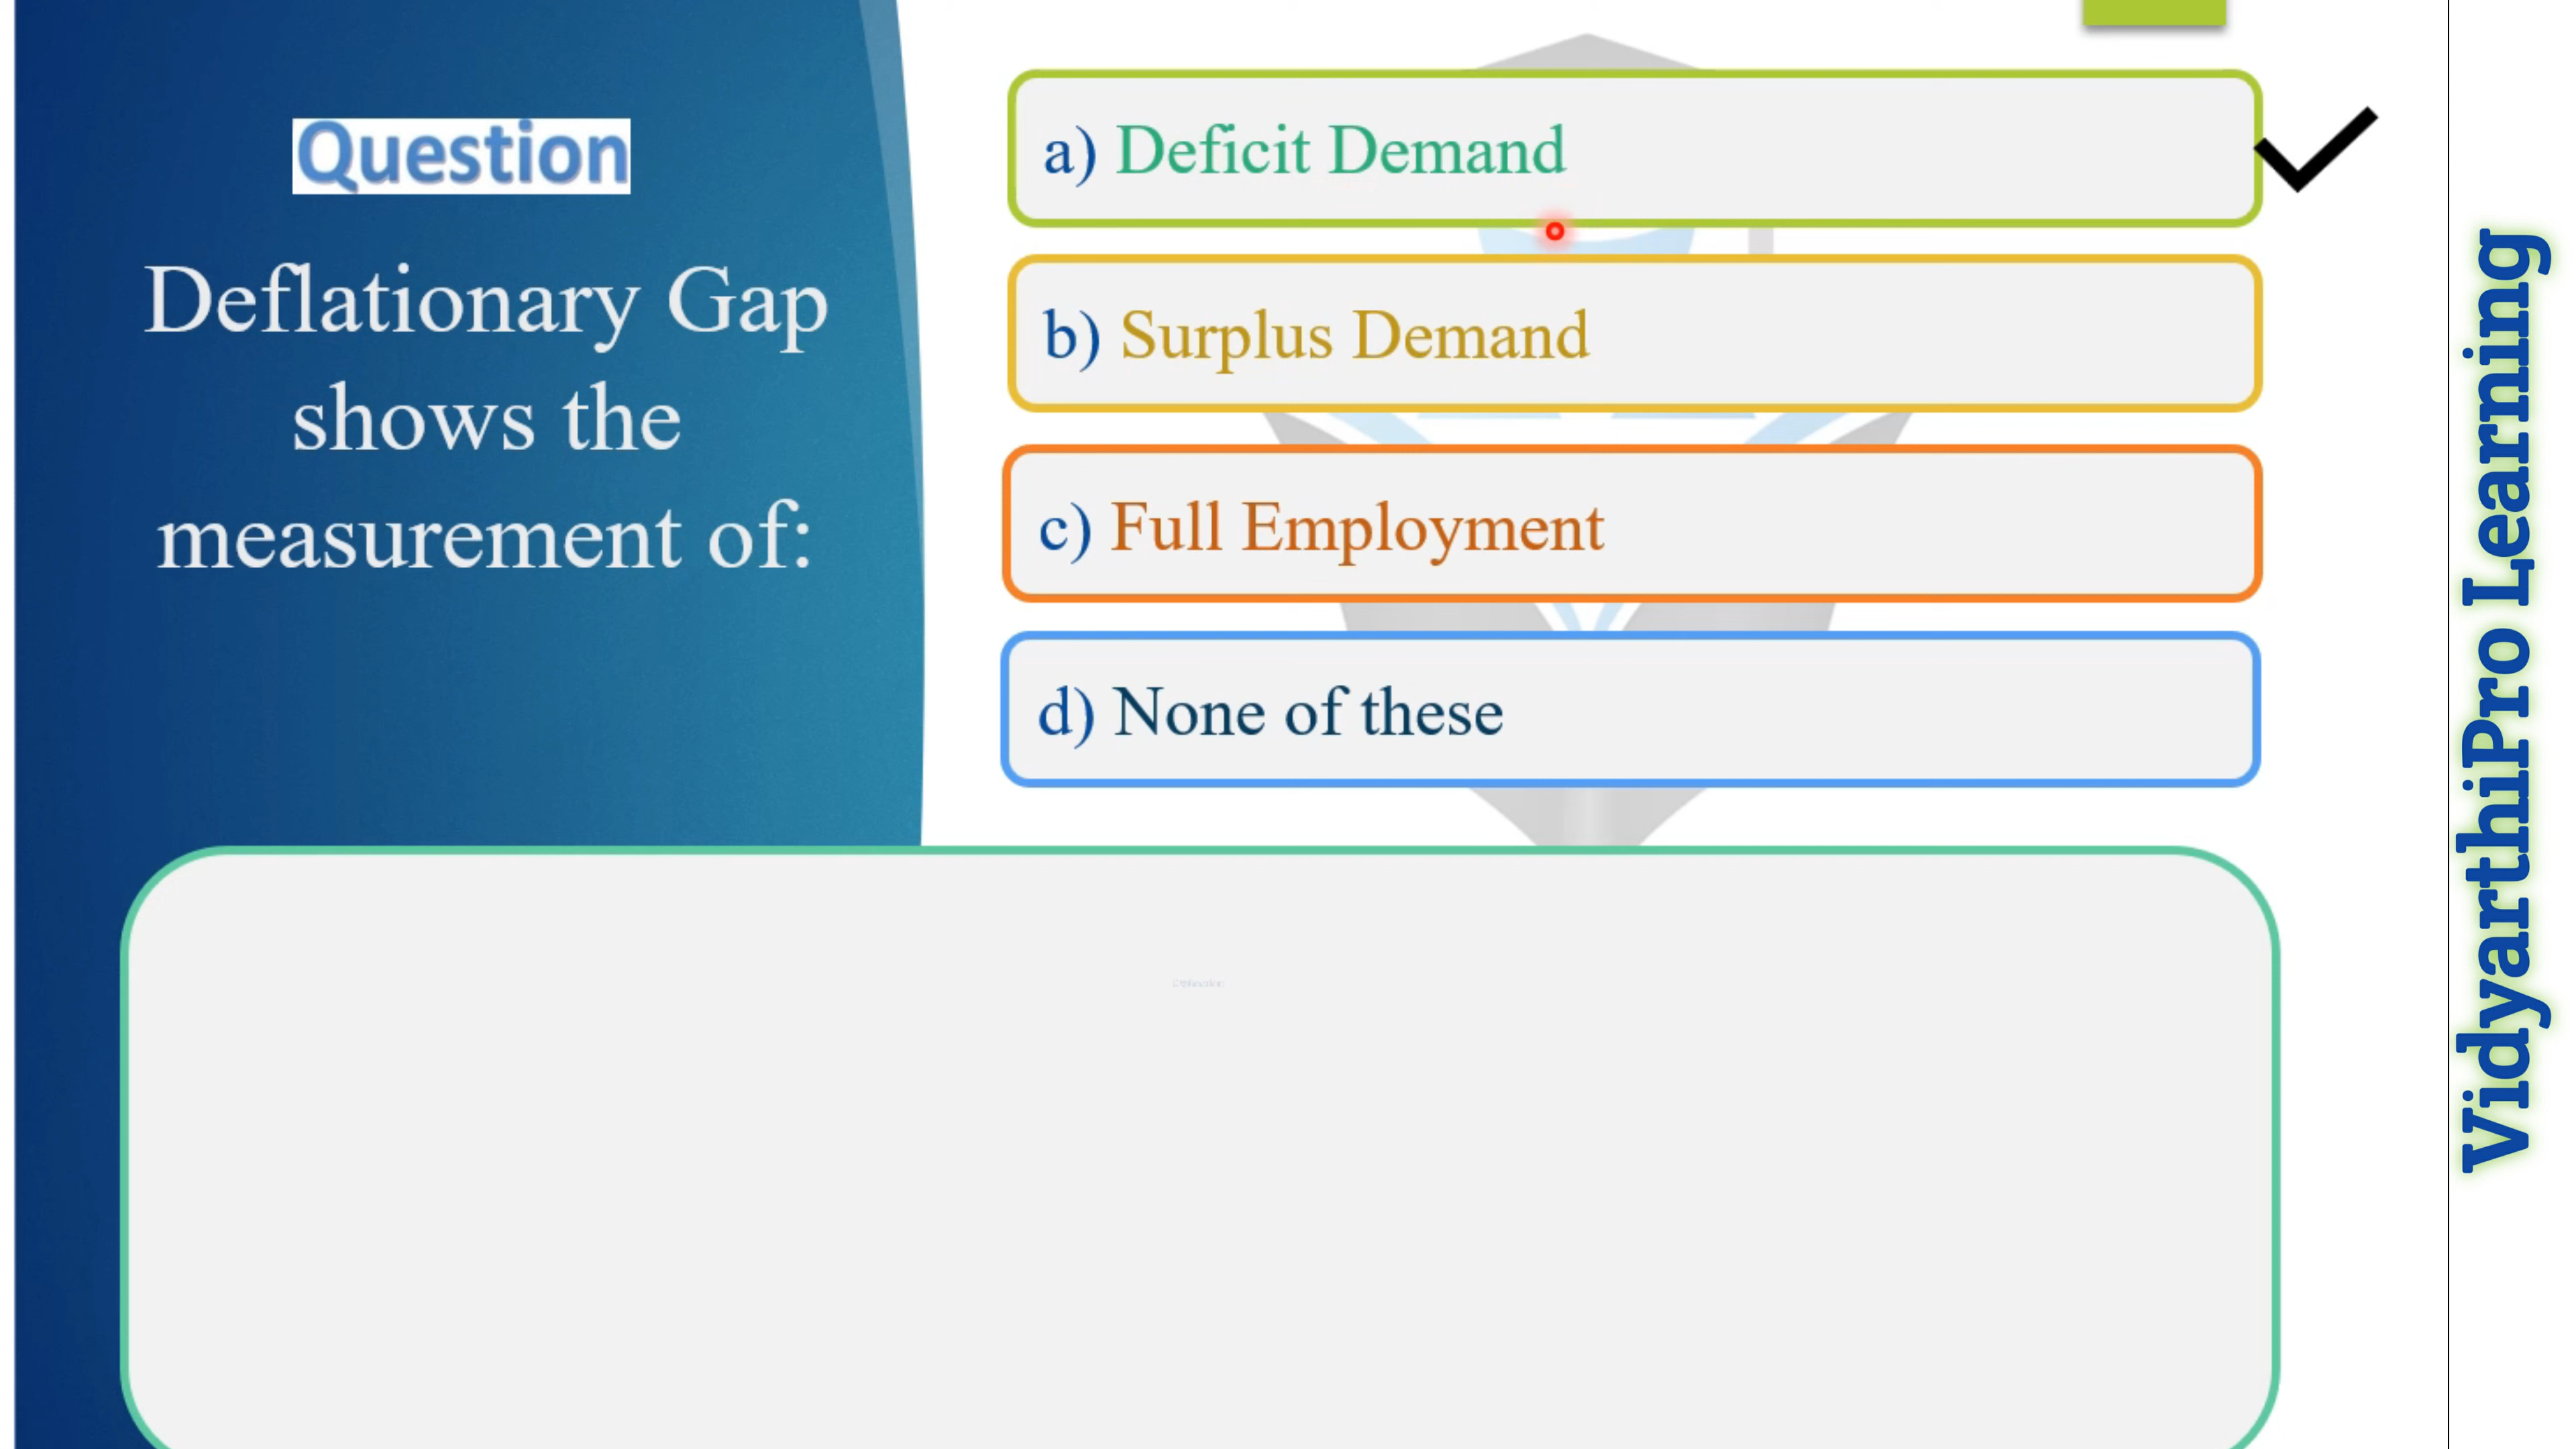 Question
Deflationary Gap
shows the
measurement of:
a) Deficit Demand
b) Surplus Demand
c) Full Employment
d) None of these
VidyarthiPro Learning